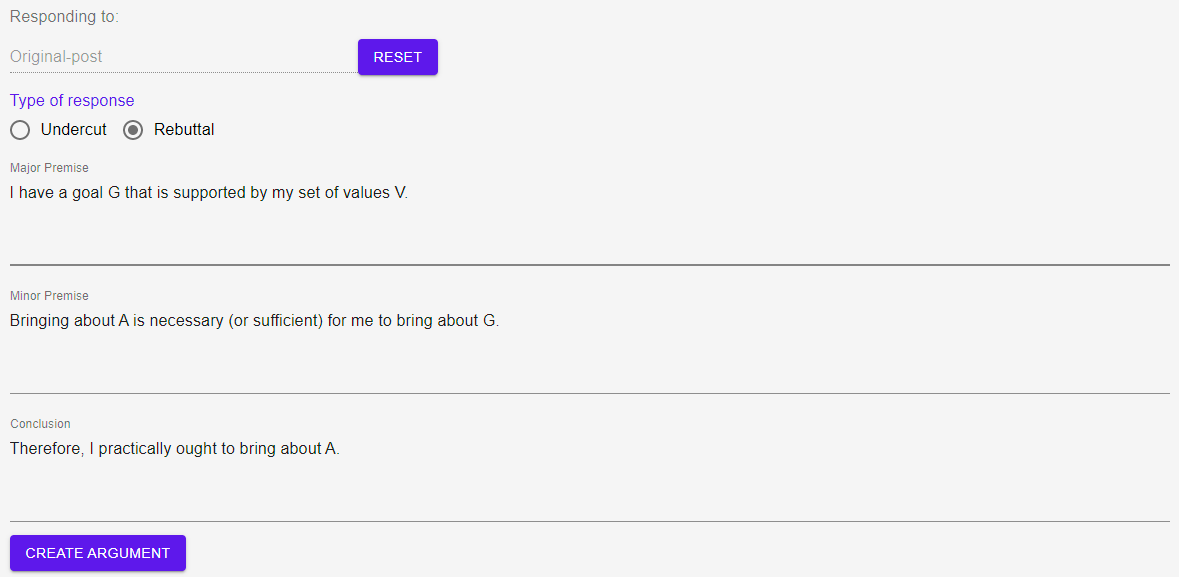 Responding to:
Original-post
RESET
Type of response
Undercut
Rebuttal
Major Premise
I have a goal G that is supported by my set of values V.
Minor Premise
Bringing about A is necessary (or sufficient) for me to bring about G.
Conclusion
Therefore, I practically ought to bring about A.
CREATE ARGUMENT